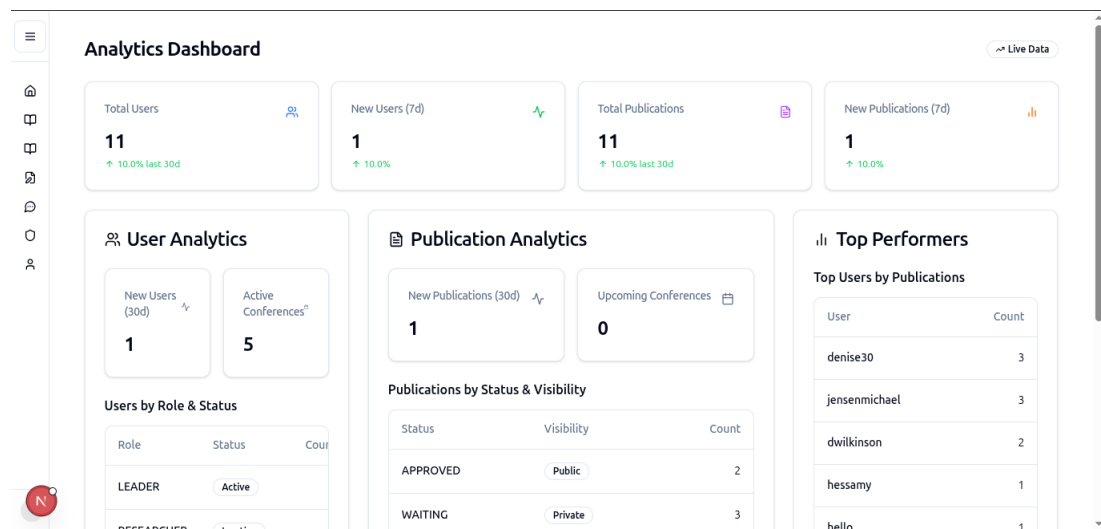 Analytics Dashboard
Live Data
Total Users
11
↑ 10.0% last 30d
New Users (7d)
1
↑ 10.0%
Total Publications
11
↑ 10.0% last 30d
New Publications (7d)
1
↑ 10.0%
User Analytics
New Users
(30d)
1
Active
Conferences
5
Users by Role & Status
Role Status Coun
LEADER Active
Publication Analytics
New Publications (30d)
1
Upcoming Conferences
0
Publications by Status & Visibility
Status Visibility Count
APPROVED Public 2
WAITING Private 3
Top Performers
Top Users by Publications
User Count
denise30 3
jensenmichael 3
dwilkinson 2
hessamy 1
hello 1
N